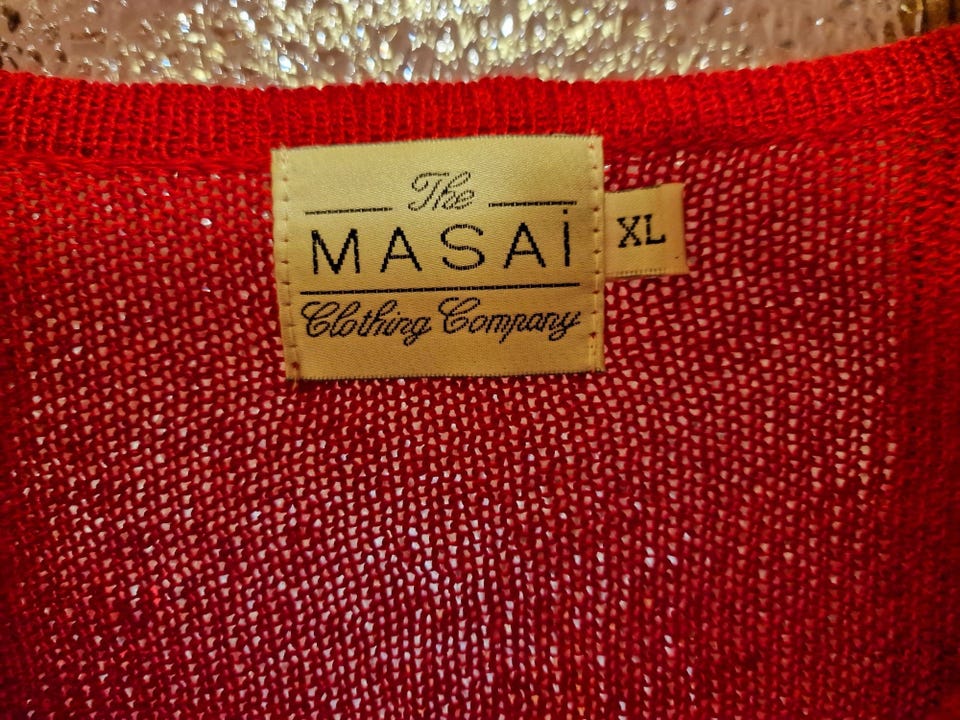 The
MASAi
Clothing Company
XL